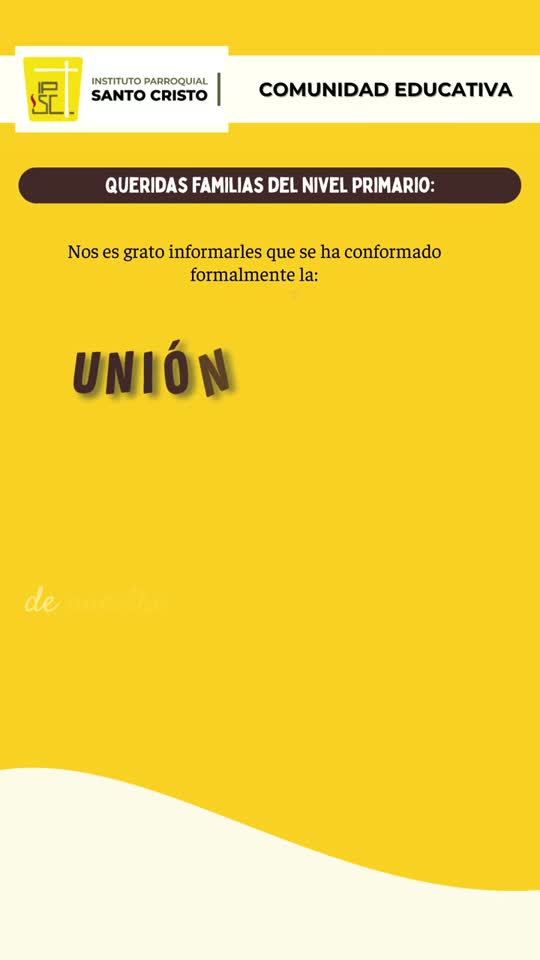 IPSC
INSTITUTO PARROQUIAL
SANTO CRISTO
COMUNIDAD EDUCATIVA
QUERIDAS FAMILIAS DEL NIVEL PRIMARIO:
Nos es grato informarles que se ha conformado
formalmente la:
UNIÓN
de